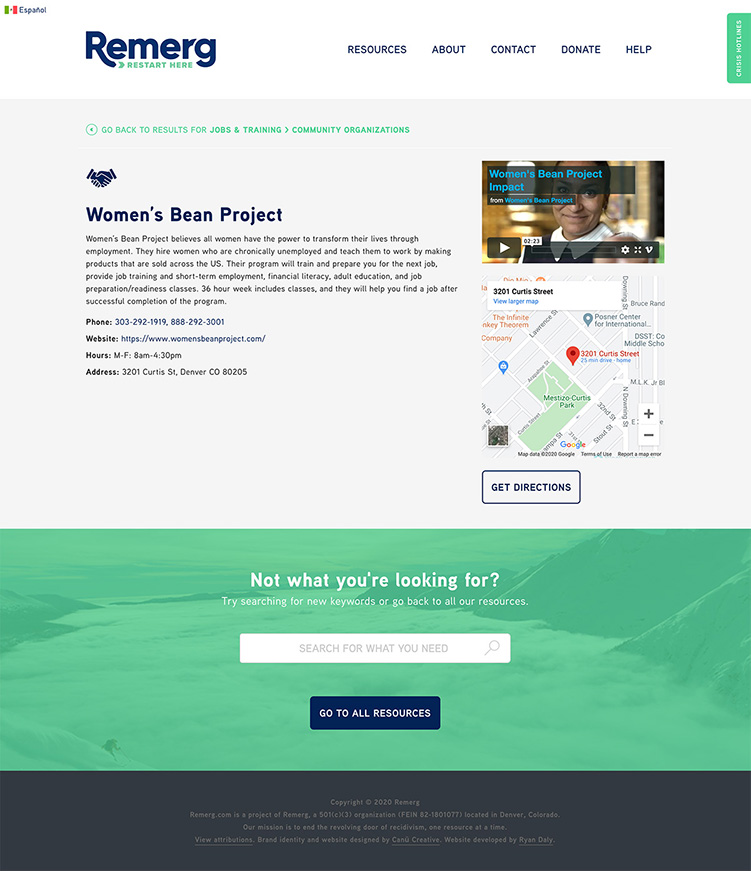 Español
Remerg
RESTART HERE
RESOURCES
ABOUT
CONTACT
DONATE
HELP
CRISIS HOTLINES
GO BACK TO RESULTS FOR JOBS & TRAINING > COMMUNITY ORGANIZATIONS
Women's Bean Project
Women's Bean Project believes all women have the power to transform their lives through
employment. They hire women who are chronically unemployed and teach them to work by making
products that are sold across the US. Their program will train and prepare you for the next job,
provide job training and short-term employment, financial literacy, adult education, and job
preparation/readiness classes. 36 hour week includes classes, and they will help you find a job after
successful completion of the program.
Phone: 303-292-1919, 888-292-3001
Website: https://www.womensbeanproject.com/
Hours: M-F: 8am-4:30pm
Address: 3201 Curtis St, Denver CO 80205
Women's Bean Project
Impact
from Women's Bean Project
02:23
3201 Curtis Street
View larger map
Bruce Rand
The Infinite
Monkey Theorem
Company
Lawrence St
Posner Center
for International...
DSST: Co
Middle Scho
3201 Curtis Street
25 min drive - home
Arapahoe St
M.L.K. Jr Bl
Mestizo-Curtis
Park
N Downing St
32nd St
31st St
Stout St
Curtis Street
Google
Map data ©2020 Google
Terms of Use
Report a map error
GET DIRECTIONS
Not what you're looking for?
Try searching for new keywords or go back to all our resources.
SEARCH FOR WHAT YOU NEED
GO TO ALL RESOURCES
Copyright © 2020 Remerg
Remerg.com is a project of Remerg, a 501(c)(3) organization (FEIN 82-1801077) located in Denver, Colorado.
Our mission is to end the revolving door of recidivism, one resource at a time.
View attributions. Brand identity and website designed by Canü Creative. Website developed by Ryan Daly.